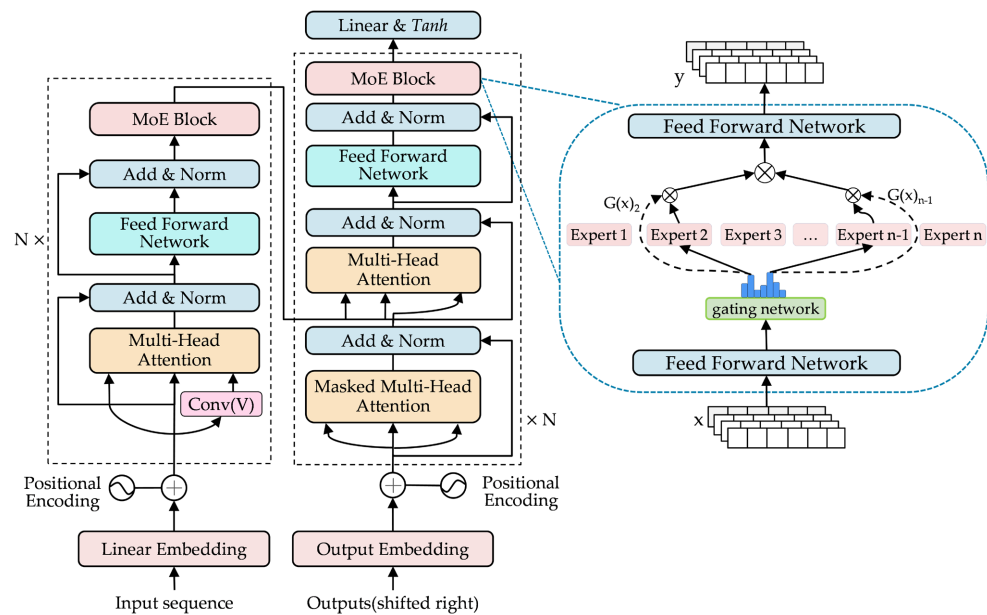 Linear & Tanh
MoE Block
Add & Norm
Feed Forward
Network
Add & Norm
Multi-Head
Attention
N ×
MoE Block
Add & Norm
Feed Forward
Network
Add & Norm
Multi-Head
Attention
Add & Norm
Masked Multi-Head
Attention
Conv(V)
× N
Positional
Encoding
Positional
Encoding
Linear Embedding
Output Embedding
Input sequence
Outputs(shifted right)
y
Feed Forward Network
G(x)2
G(x)n-1
Expert 1
Expert 2
Expert 3
...
Expert n-1
Expert n
gating network
Feed Forward Network
x